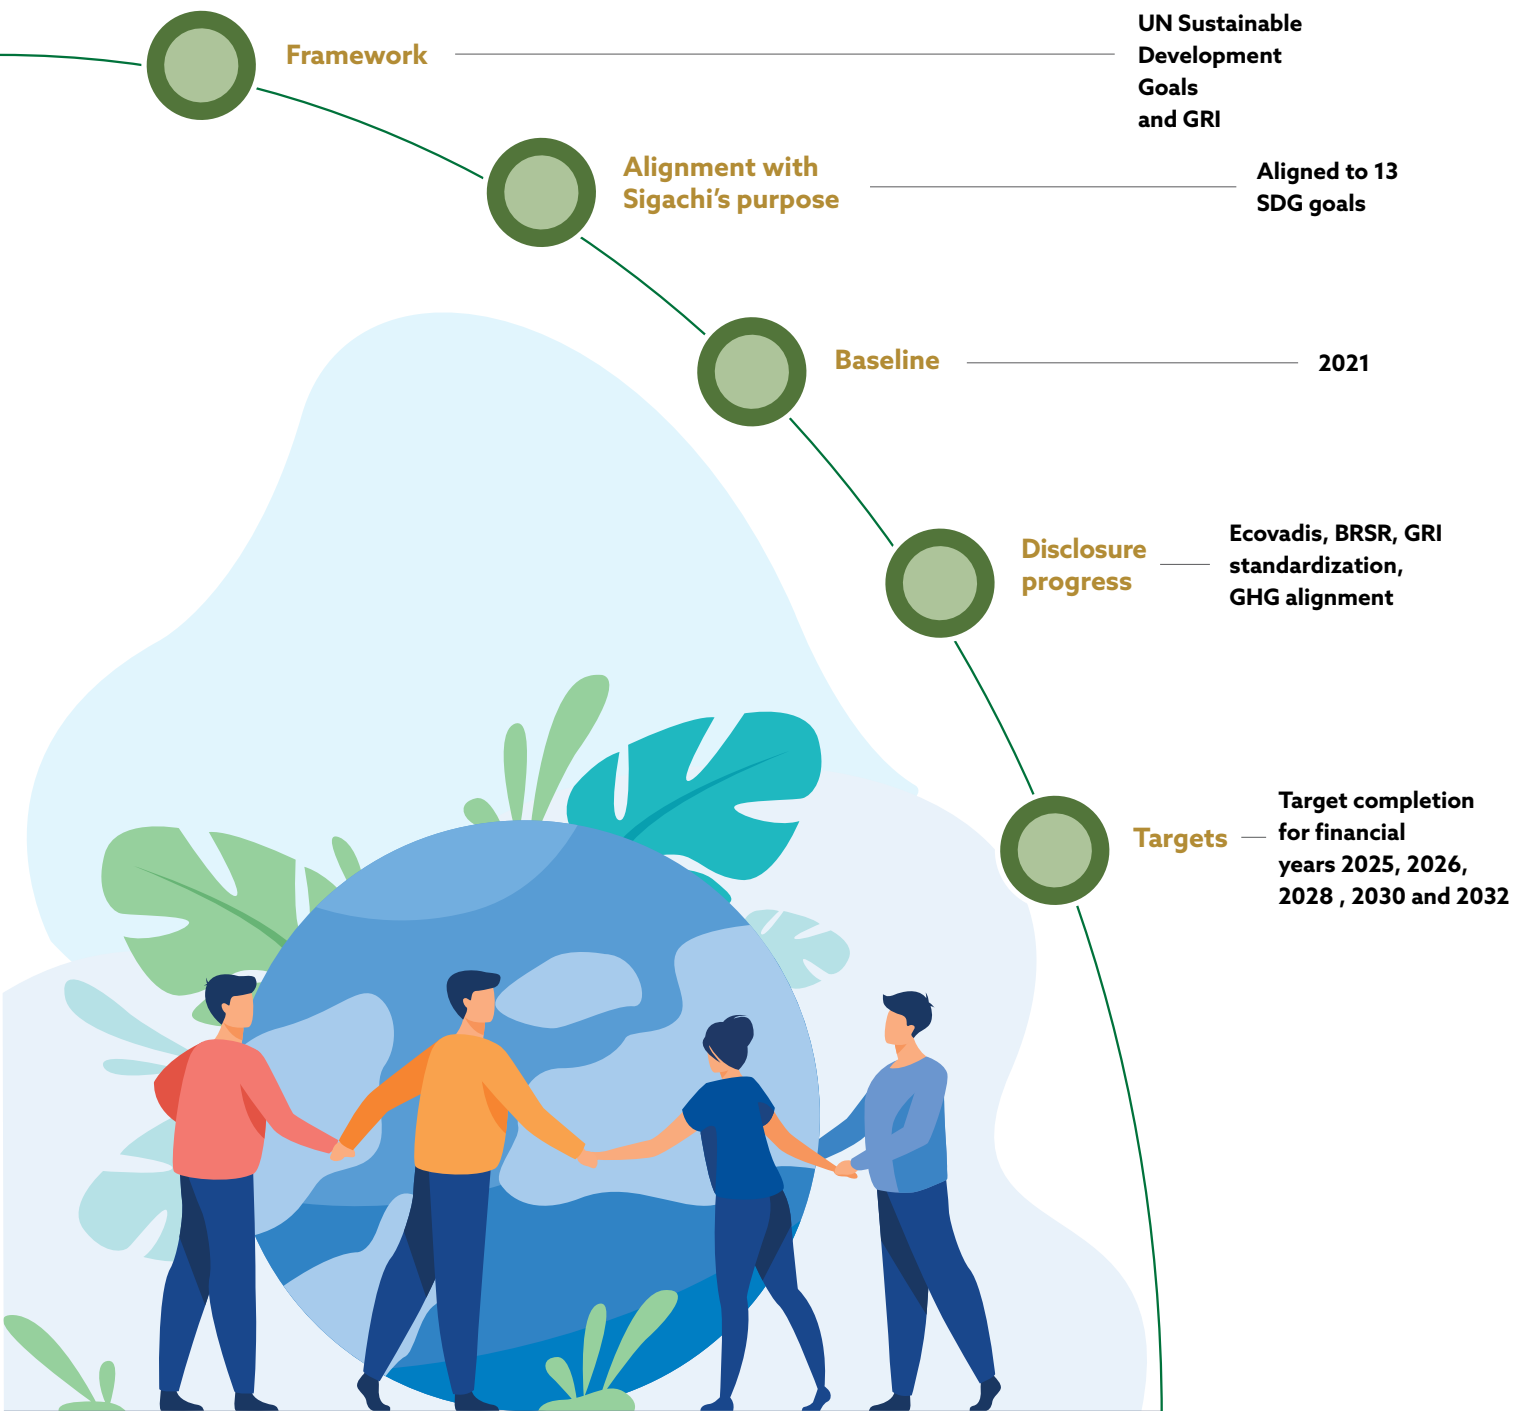 Framework
UN Sustainable
Development
Goals
and GRI
Alignment with
Sigachi's purpose
Aligned to 13
SDG goals
Baseline
2021
Disclosure
progress
Ecovadis, BRSR, GRI
standardization,
GHG alignment
Targets
Target completion
for financial
years 2025, 2026,
2028 , 2030 and 2032